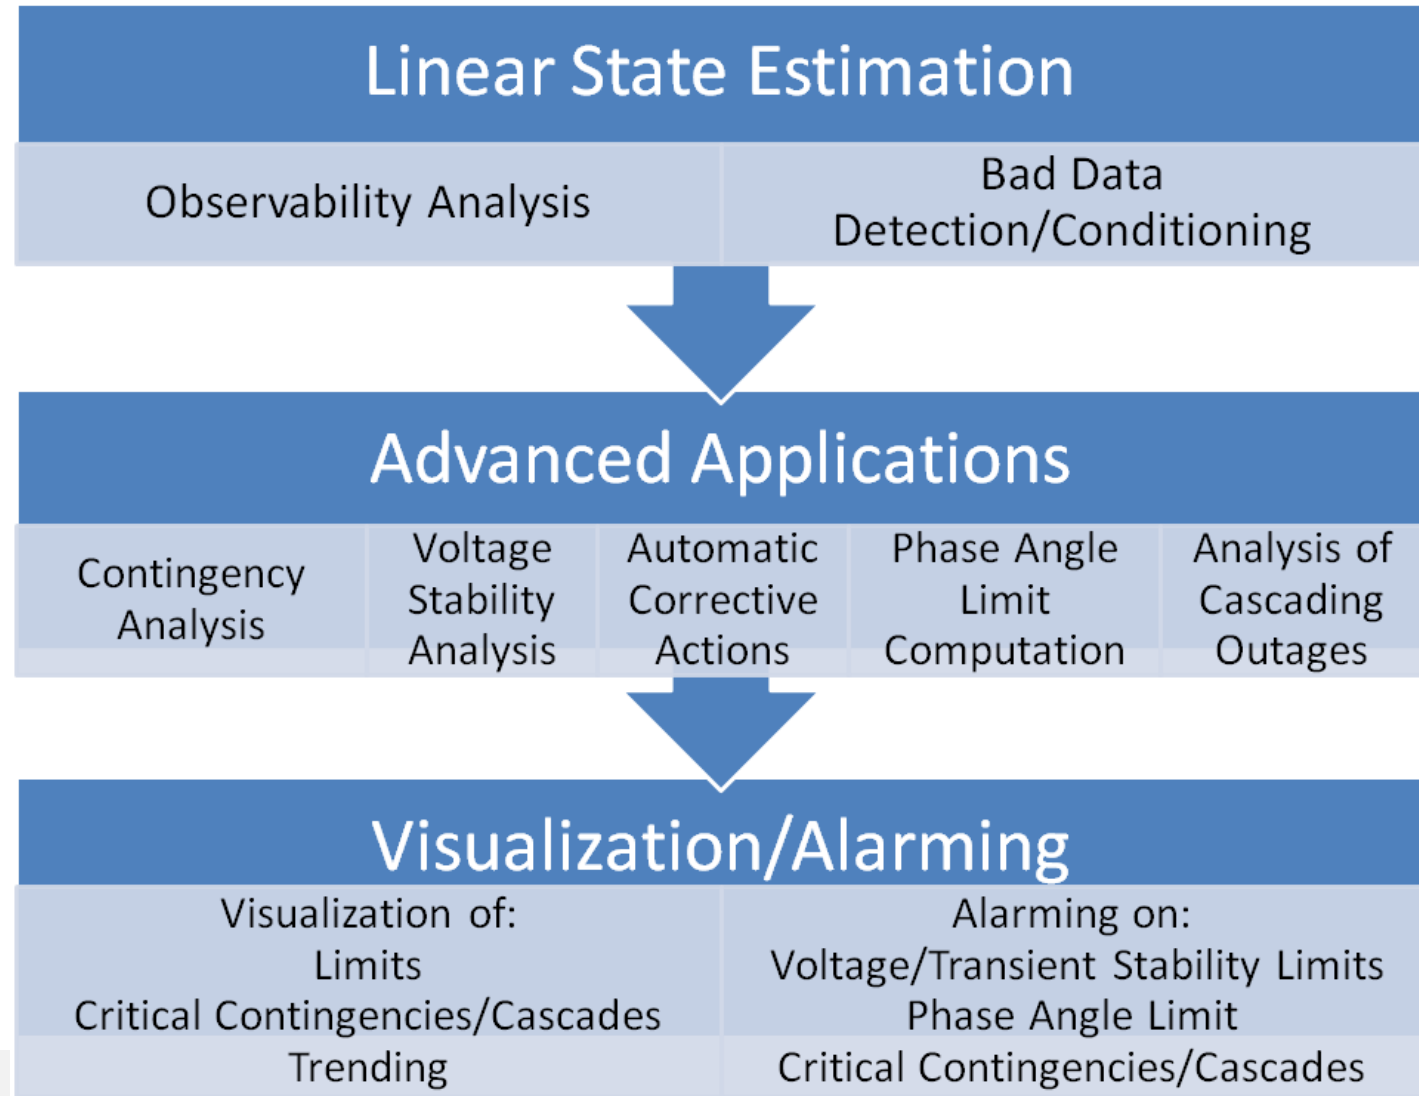 Linear State Estimation
Observability Analysis
Bad Data
Detection/Conditioning
Advanced Applications
Contingency
Analysis
Voltage
Stability
Analysis
Automatic
Corrective
Actions
Phase Angle
Limit
Computation
Analysis of
Cascading
Outages
Visualization/Alarming
Visualization of:
Limits
Critical Contingencies/Cascades
Trending
Alarming on:
Voltage/Transient Stability Limits
Phase Angle Limit
Critical Contingencies/Cascades